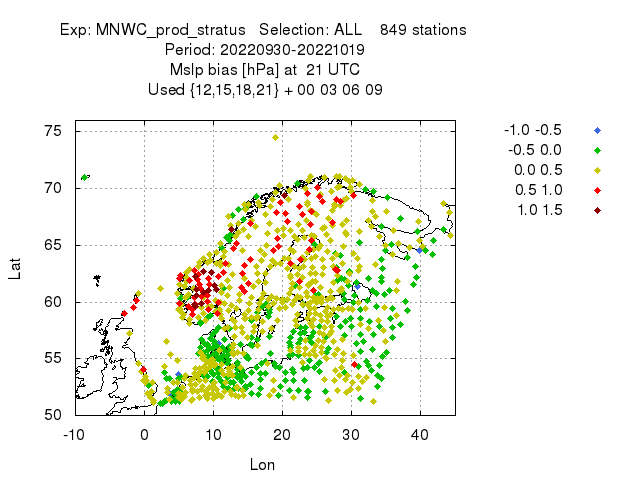 Exp: MNWC_prod_stratus   Selection: ALL    849 stations
Period: 20220930-20221019
Mslp bias [hPa] at  21 UTC
Used {12,15,18,21} + 00 03 06 09
-1.0 -0.5
-0.5 0.0
0.0 0.5
0.5 1.0
1.0 1.5
75
70
65
60
55
50
Lat
-10 0 10 20 30 40
Lon